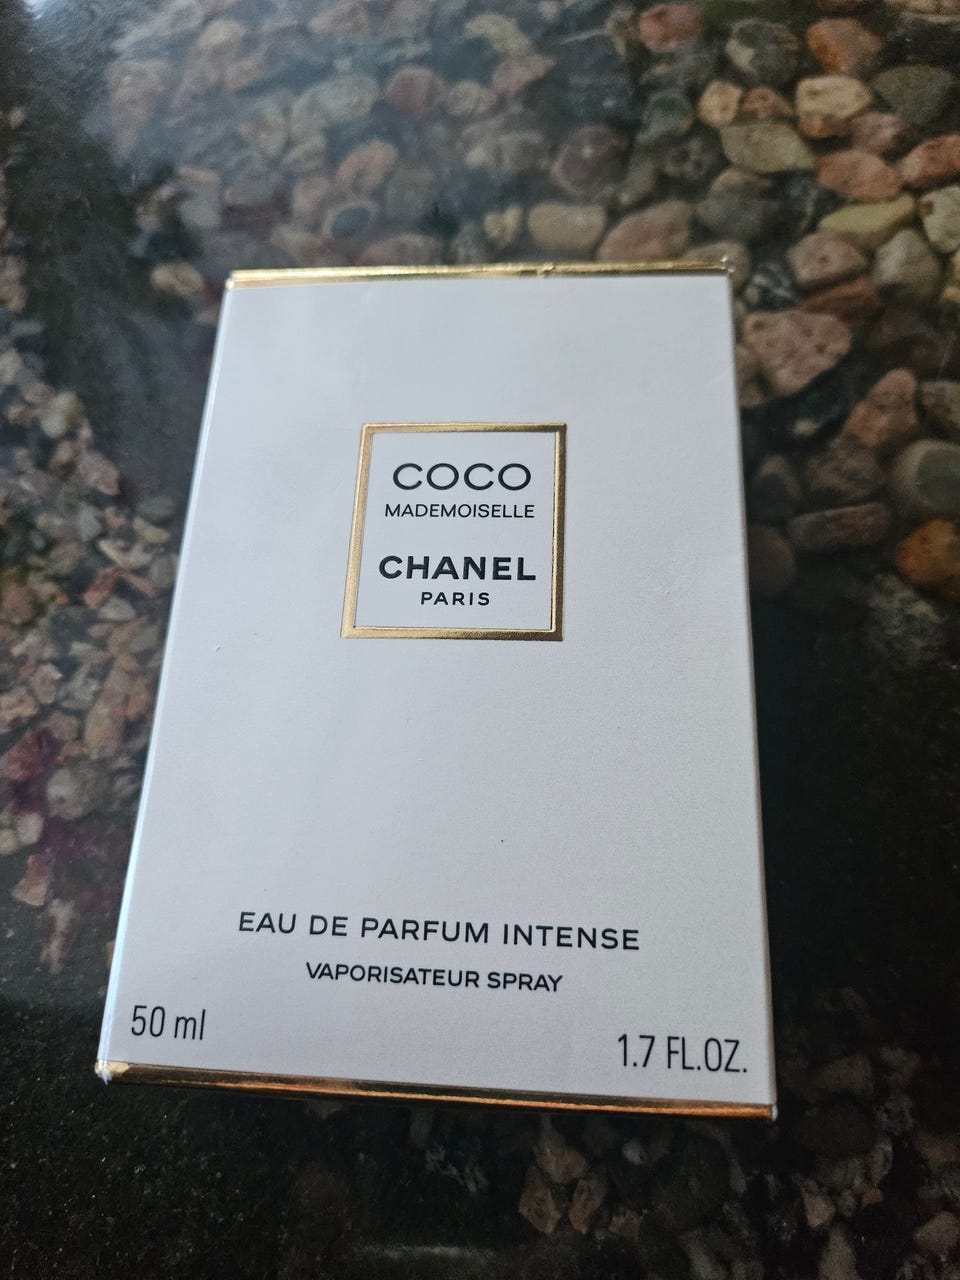 COCO
MADEMOISELLE
CHANEL
PARIS
EAU DE PARFUM INTENSE
VAPORISATEUR SPRAY
50 ml
1.7 FL.OZ.